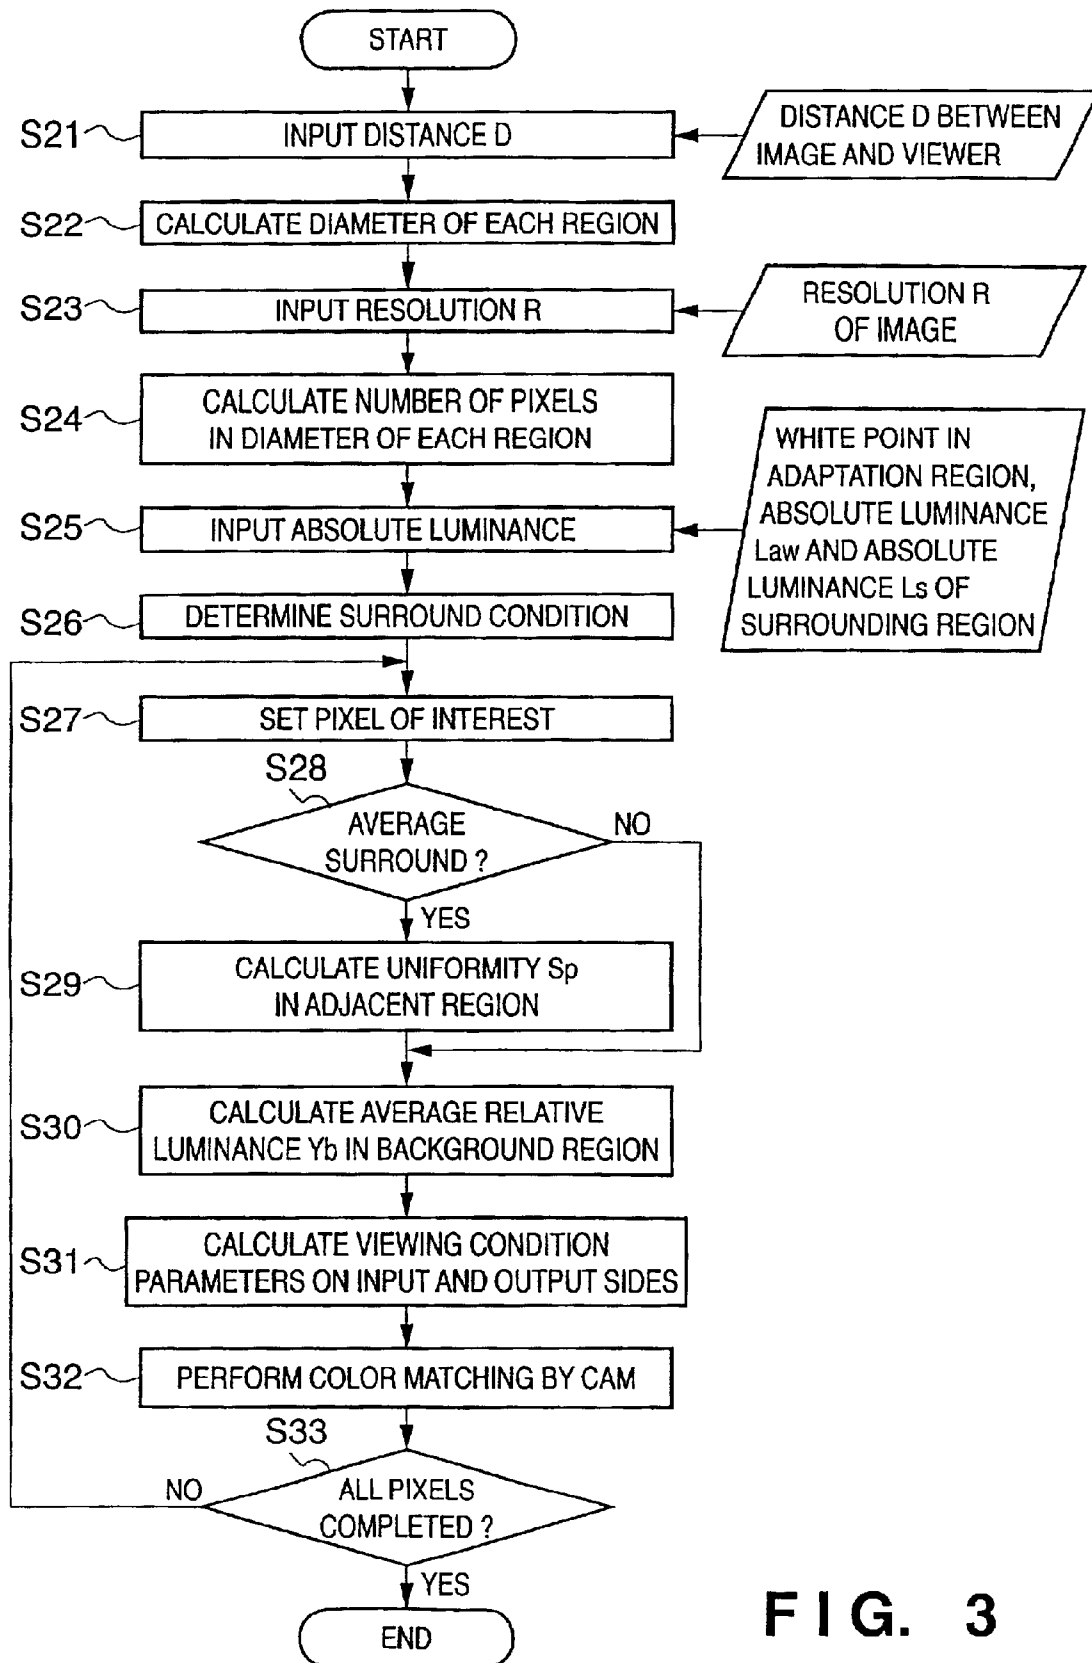 START
S21
INPUT DISTANCE D
DISTANCE D BETWEEN
IMAGE AND VIEWER
S22
CALCULATE DIAMETER OF EACH REGION
S23
INPUT RESOLUTION R
RESOLUTION R
OF IMAGE
S24
CALCULATE NUMBER OF PIXELS
IN DIAMETER OF EACH REGION
S25
INPUT ABSOLUTE LUMINANCE
WHITE POINT IN
ADAPTATION REGION,
ABSOLUTE LUMINANCE
Law AND ABSOLUTE
LUMINANCE Ls OF
SURROUNDING REGION
S26
DETERMINE SURROUND CONDITION
S27
SET PIXEL OF INTEREST
S28
AVERAGE
SURROUND ?
NO
YES
S29
CALCULATE UNIFORMITY Sp
IN ADJACENT REGION
S30
CALCULATE AVERAGE RELATIVE
LUMINANCE Yb IN BACKGROUND REGION
S31
CALCULATE VIEWING CONDITION
PARAMETERS ON INPUT AND OUTPUT SIDES
S32
PERFORM COLOR MATCHING BY CAM
S33
NO
ALL PIXELS
COMPLETED ?
YES
END
FIG. 3